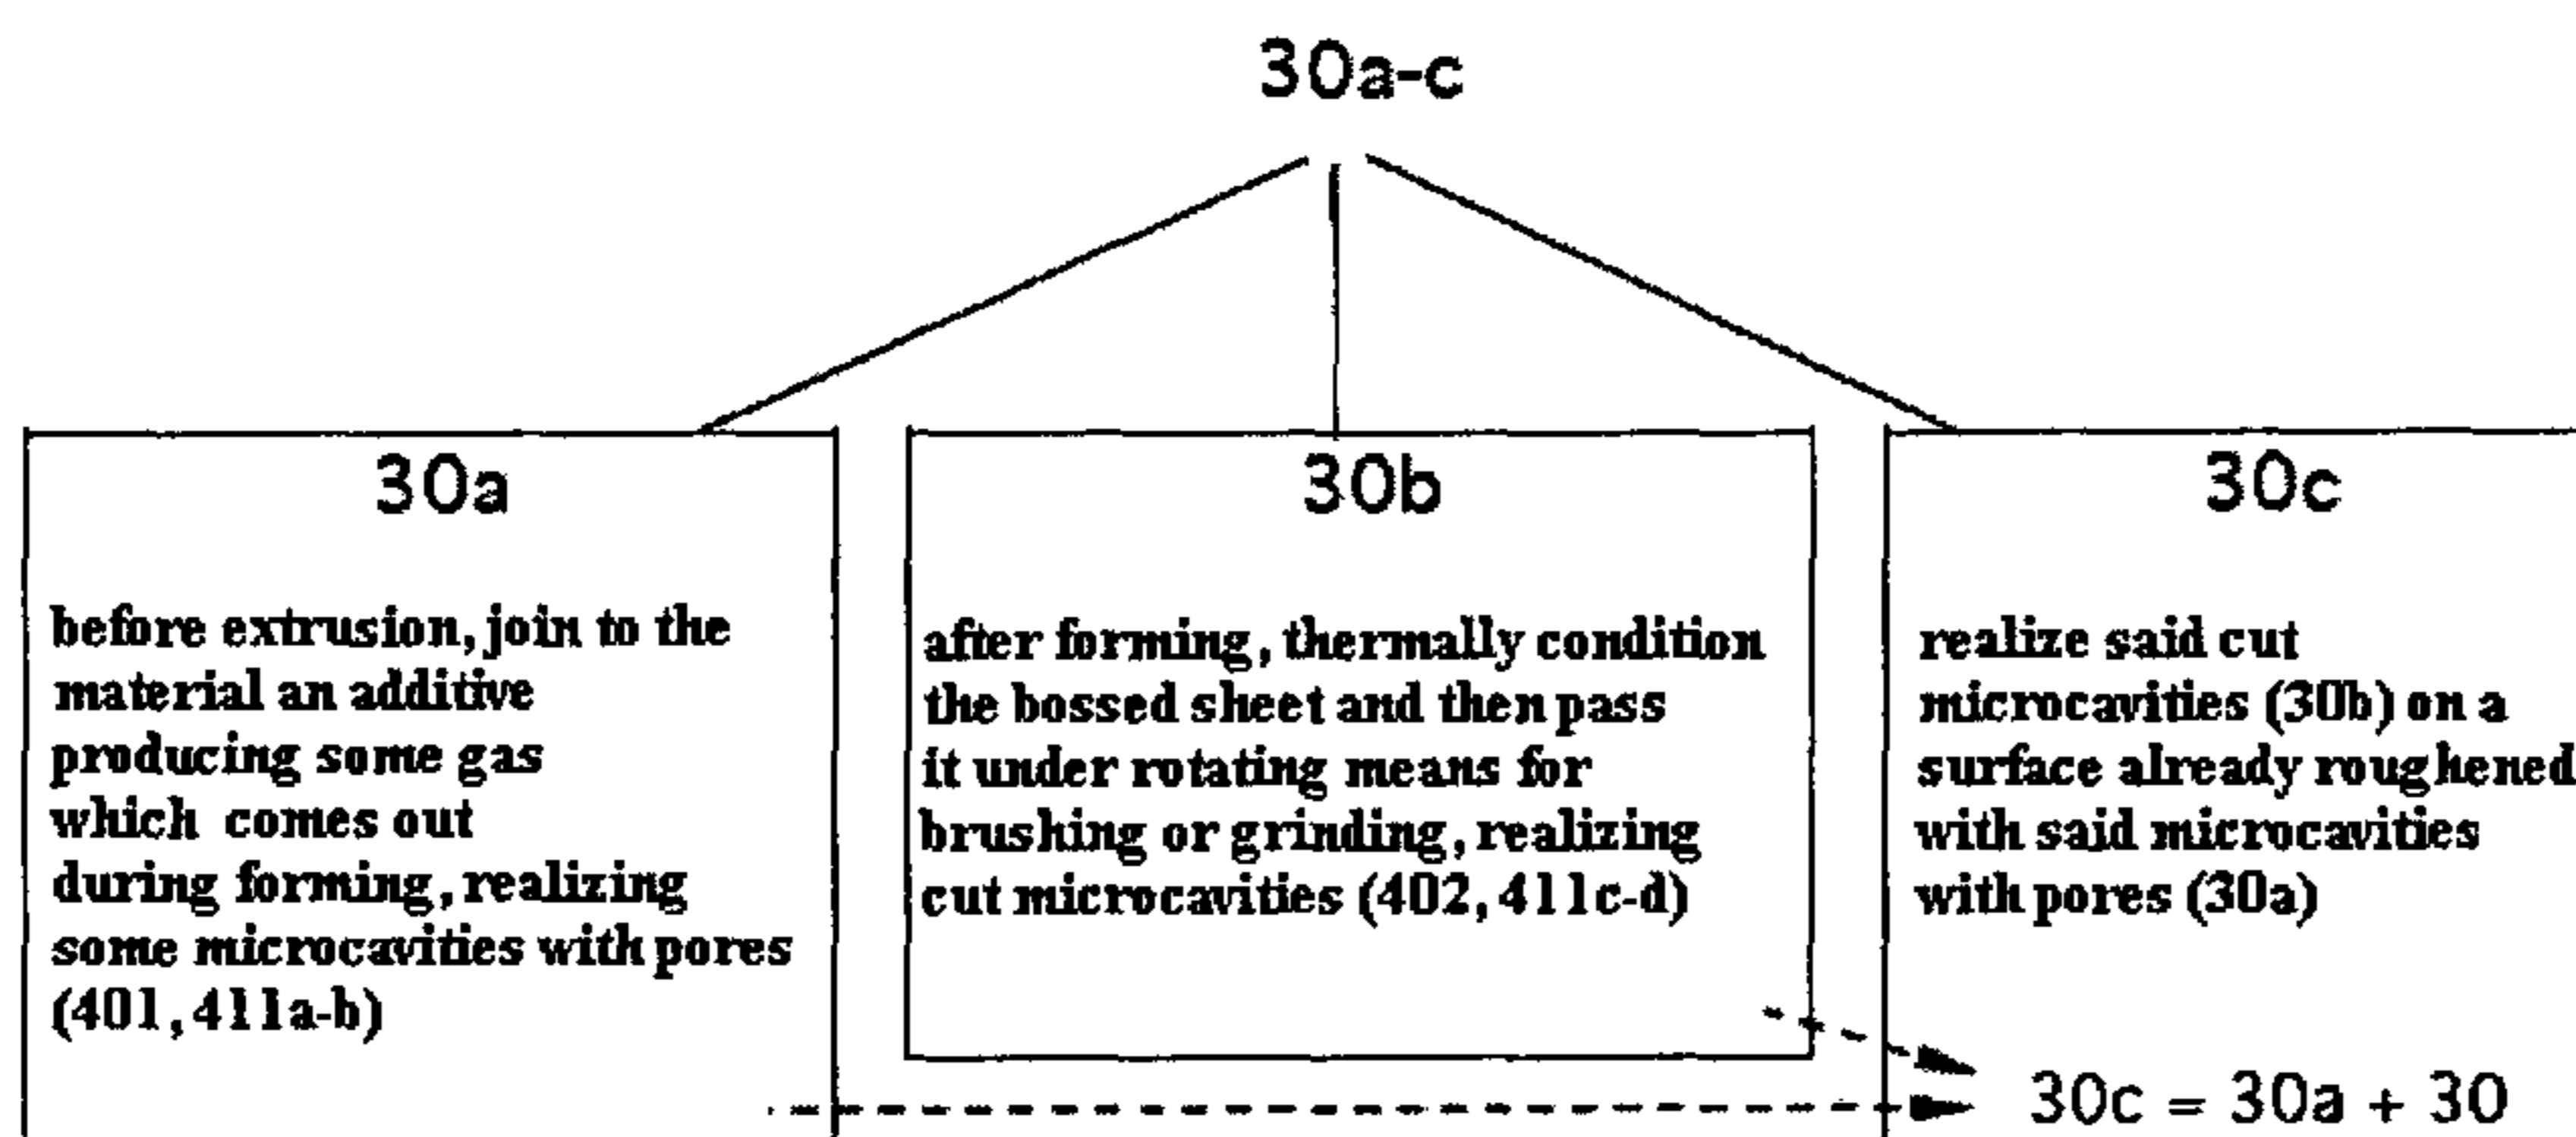 30a-c
30a
before extrusion, join to the
material an additive
producing some gas
which comes out
during forming, realizing
some microcavities with pores
(401, 411a-b)
30b
after forming, thermally condition
the bossed sheet and then pass
it under rotating means for
brushing or grinding, realizing
cut microcavities (402, 411c-d)
30c
realize said cut
microcavities (30b) on a
surface already roughened
with said microcavities
with pores (30a)
30c = 30a + 30